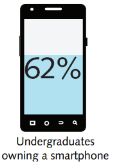 62%
Undergraduates
owning a smartphone